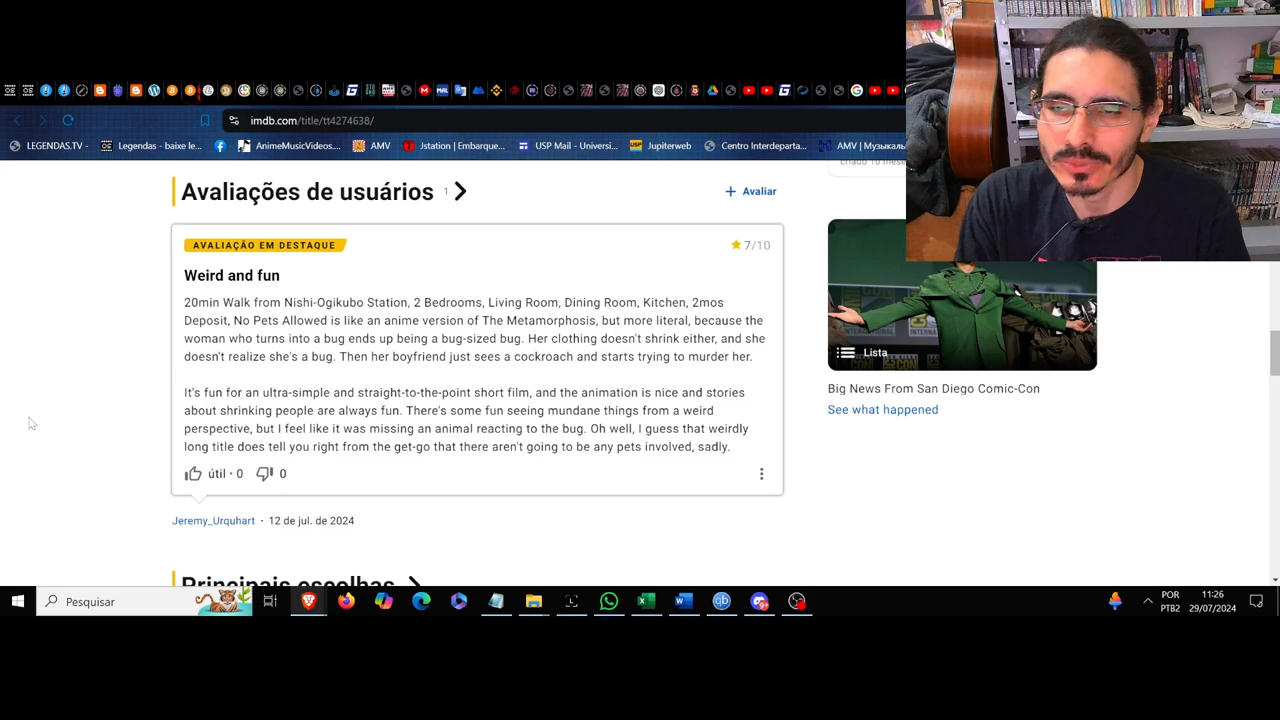 imdb.com/title/tt4274638/
LEGENDAS.TV -
Legendas - baixe le...
AnimeMusicVideos....
AMV
Jstation | Embarque...
USP Mail - Universi...
Jupiterweb
Centro Interdeparta...
AMV | Музыкаль
criado 10 mese
Avaliações de usuários 1
+ Avaliar
AVALIAÇÃO EM DESTAQUE
7/10
Weird and fun
20min Walk from Nishi-Ogikubo Station, 2 Bedrooms, Living Room, Dining Room, Kitchen, 2mos
Deposit, No Pets Allowed is like an anime version of The Metamorphosis, but more literal, because the
woman who turns into a bug ends up being a bug-sized bug. Her clothing doesn't shrink either, and she
doesn't realize she's a bug. Then her boyfriend just sees a cockroach and starts trying to murder her.
It's fun for an ultra-simple and straight-to-the-point short film, and the animation is nice and stories
about shrinking people are always fun. There's some fun seeing mundane things from a weird
perspective, but I feel like it was missing an animal reacting to the bug. Oh well, I guess that weirdly
long title does tell you right from the get-go that there aren't going to be any pets involved, sadly.
útil · 0
0
Jeremy_Urquhart · 12 de jul. de 2024
Lista
Big News From San Diego Comic-Con
See what happened
Principais escolhas
Pesquisar
POR
PTB2
11:26
29/07/2024